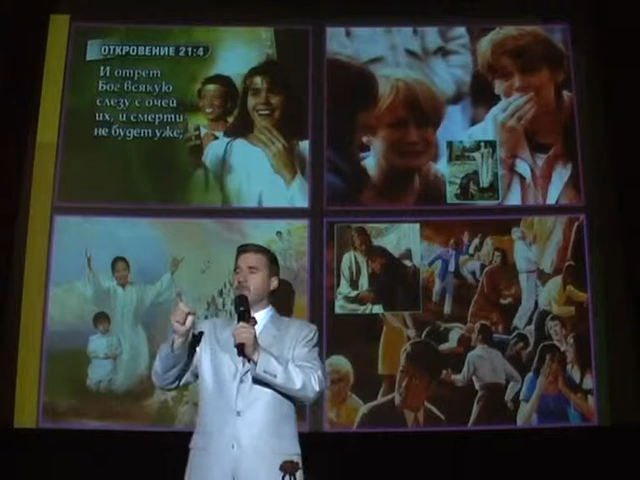 ОТКРОВЕНИЕ 21:4
И отрет
Бог всякую
слезу с очей
их, и смерти
не будет уже;